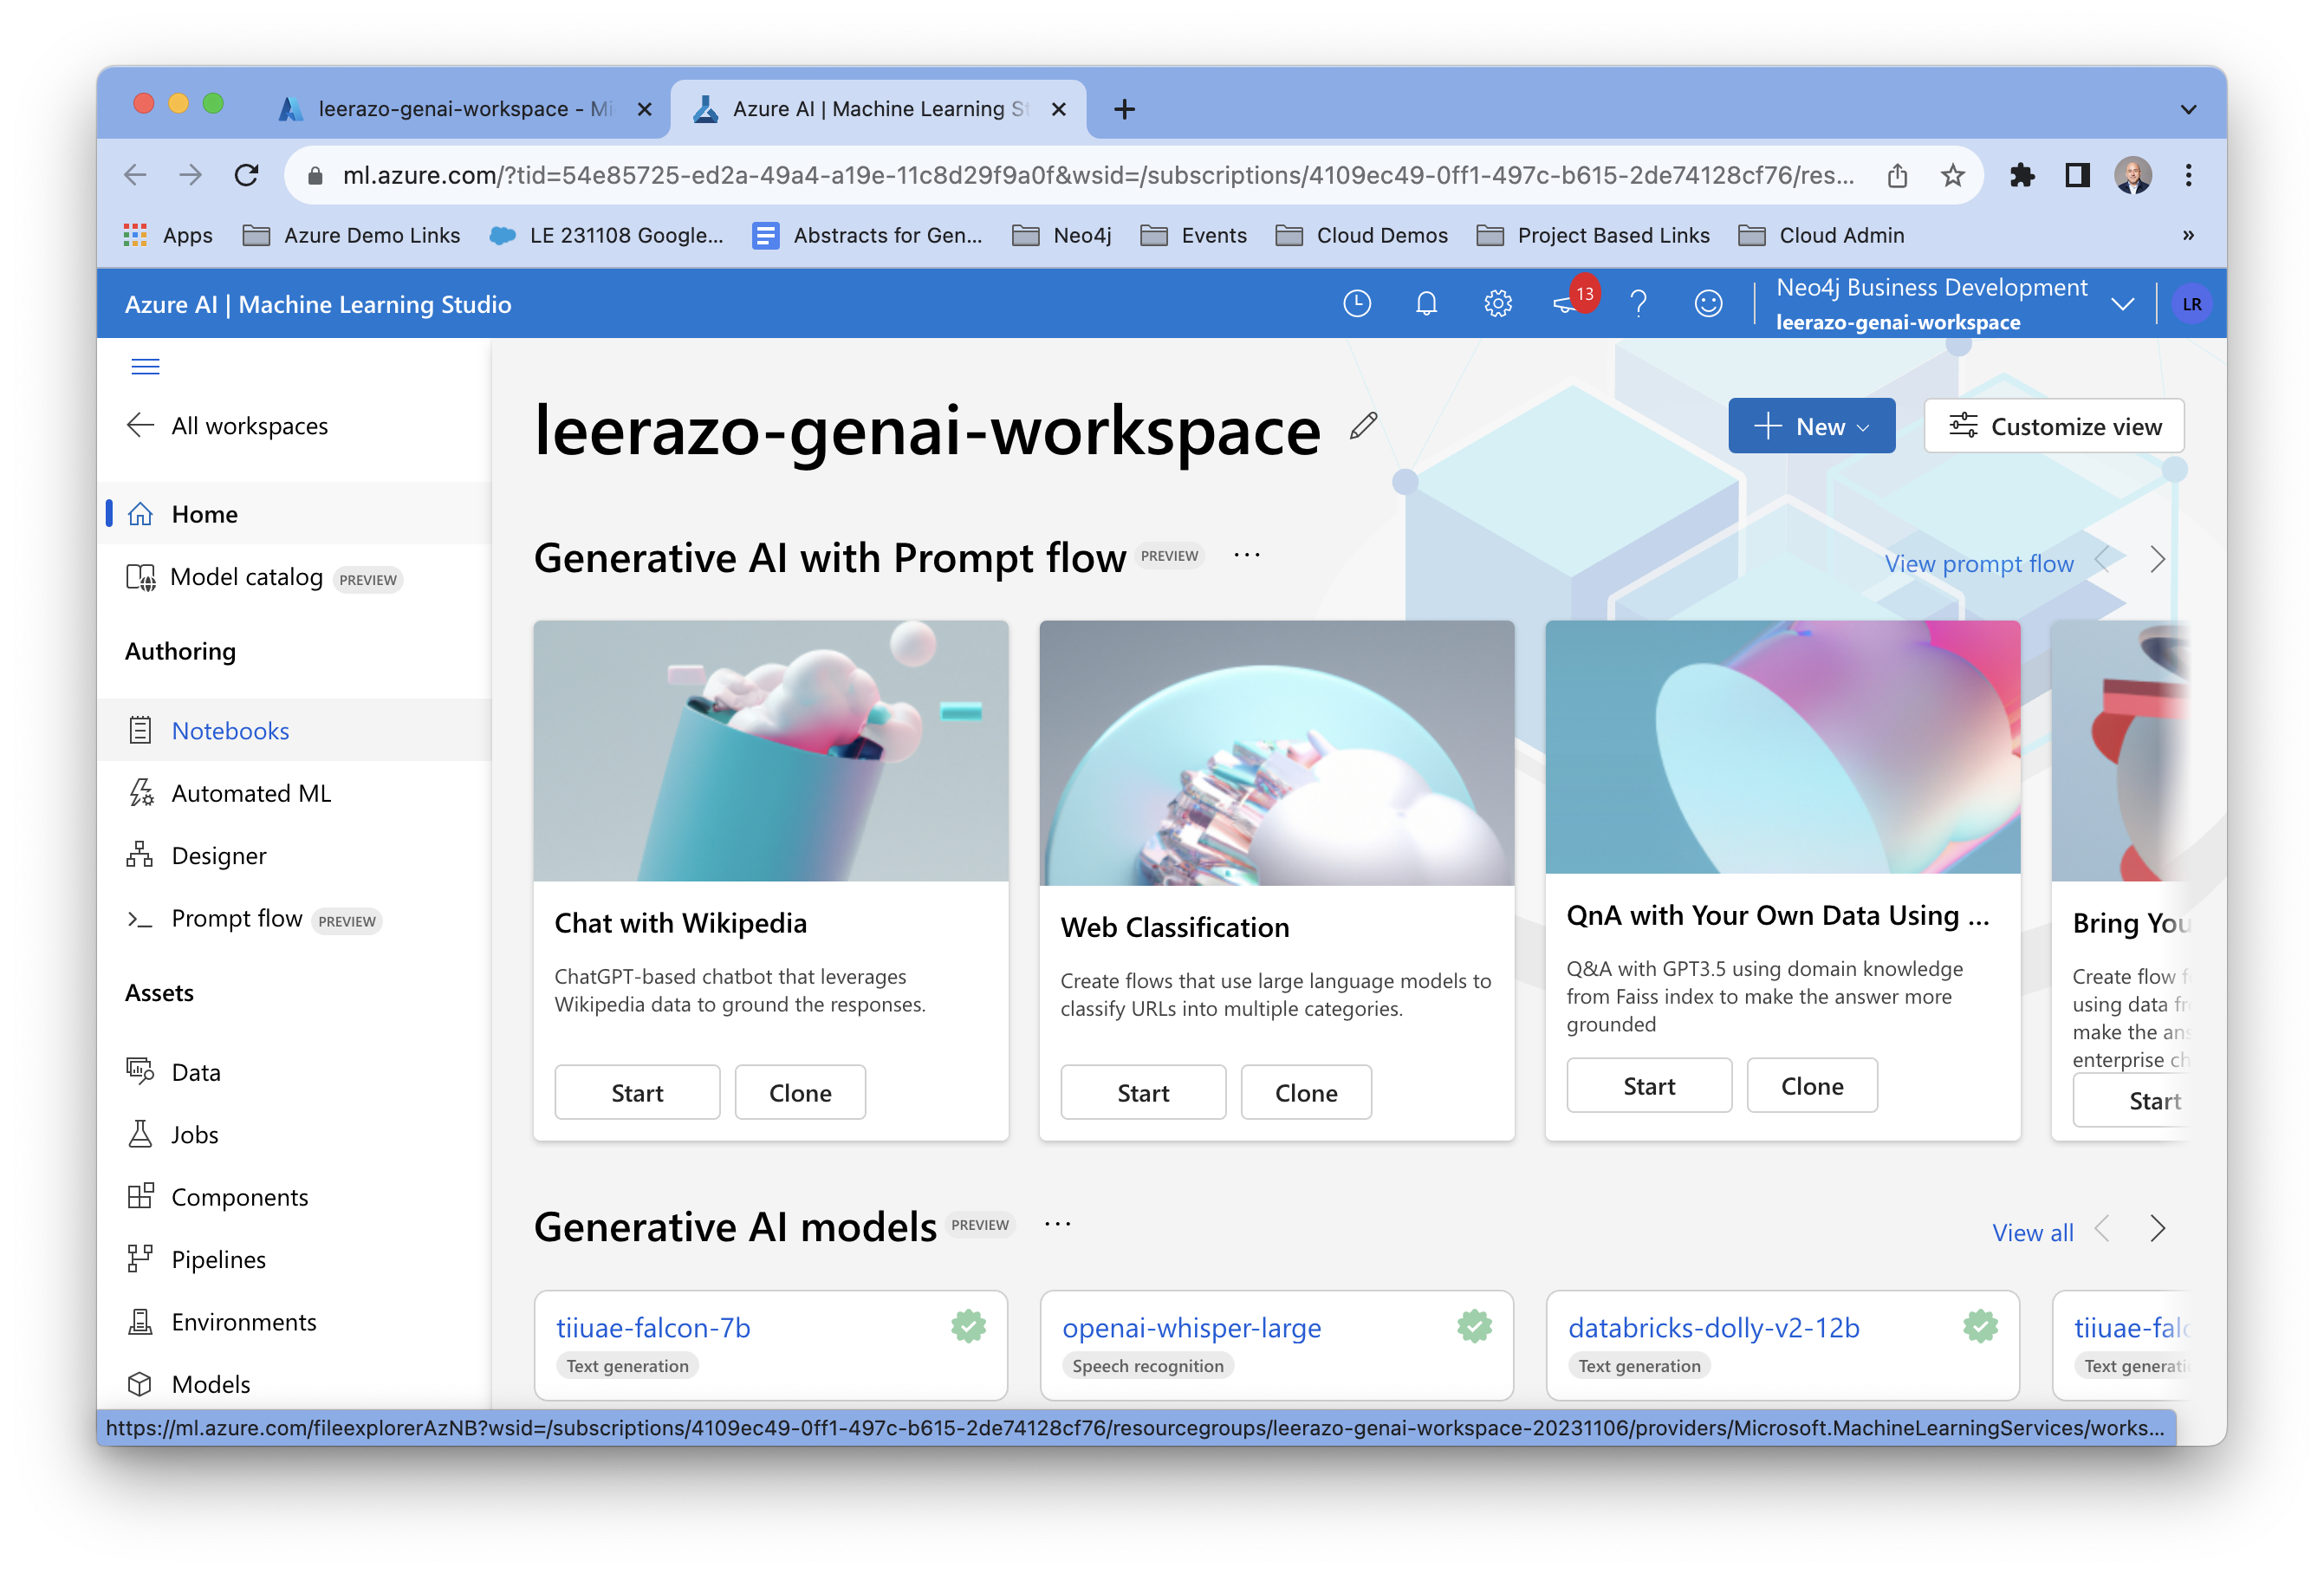 leerazo-genai-workspace - Mi
Azure AI | Machine Learning St
ml.azure.com/?tid=54e85725-ed2a-49a4-a19e-11c8d29f9a0f&wsid=/subscriptions/4109ec49-0ff1-497c-b615-2de74128cf76/res...
Apps
Azure Demo Links
LE 231108 Google...
Abstracts for Gen...
Neo4j
Events
Cloud Demos
Project Based Links
Cloud Admin
»
Azure AI | Machine Learning Studio
13
Neo4j Business Development
leerazo-genai-workspace
LR
All workspaces
Home
Model catalog PREVIEW
Authoring
Notebooks
Automated ML
Designer
Prompt flow PREVIEW
Assets
Data
Jobs
Components
Pipelines
Environments
Models
leerazo-genai-workspace
New
Customize view
Generative AI with Prompt flow PREVIEW ...
View prompt flow
Chat with Wikipedia
ChatGPT-based chatbot that leverages
Wikipedia data to ground the responses.
Start
Clone
Web Classification
Create flows that use large language models to
classify URLs into multiple categories.
Start
Clone
QnA with Your Own Data Using ...
Q&A with GPT3.5 using domain knowledge
from Faiss index to make the answer more
grounded
Start
Clone
Bring You
Create flow f
using data fr
make the ans
enterprise ch
Start
Generative AI models PREVIEW ...
View all
tiiuae-falcon-7b
Text generation
openai-whisper-large
Speech recognition
databricks-dolly-v2-12b
Text generation
tiiuae-falc
Text generati
https://ml.azure.com/fileexplorerAzNB?wsid=/subscriptions/4109ec49-0ff1-497c-b615-2de74128cf76/resourcegroups/leerazo-genai-workspace-20231106/providers/Microsoft.MachineLearningServices/works...